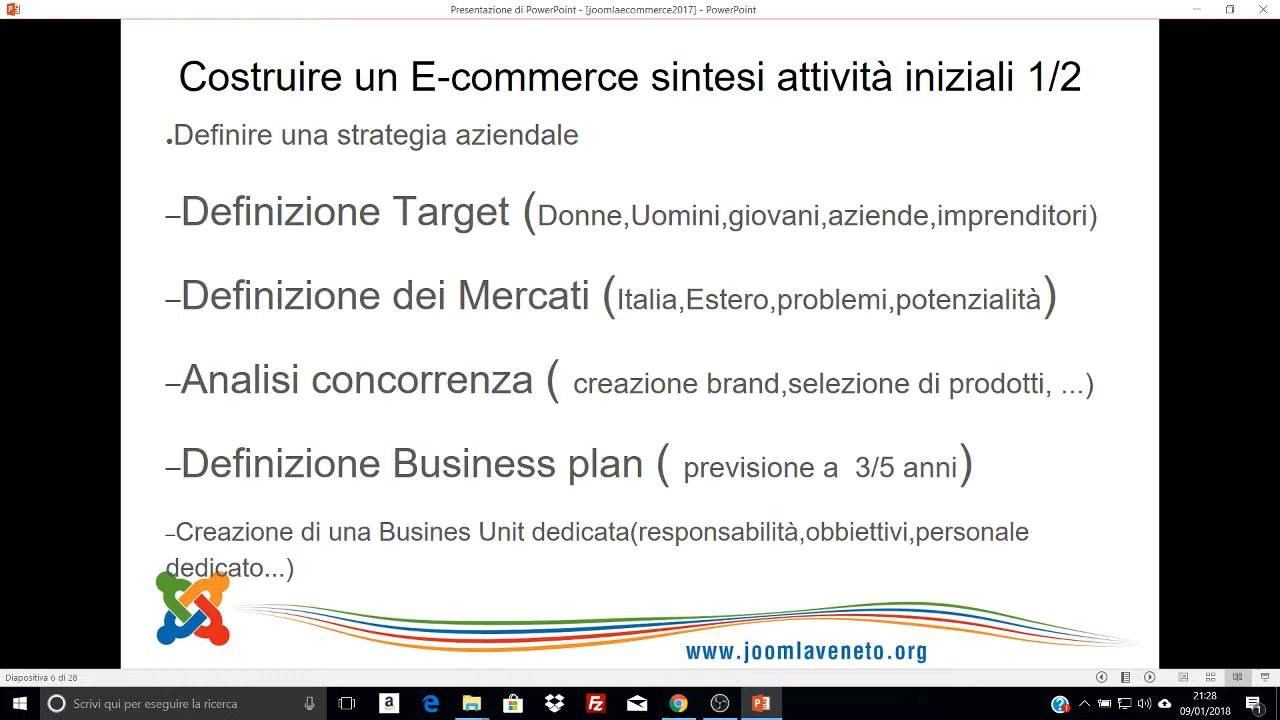 Presentazione di PowerPoint - [joomlaecommerce2017] - PowerPoint
Costruire un E-commerce sintesi attività iniziali 1/2
•Definire una strategia aziendale
–Definizione Target (Donne,Uomini,giovani,aziende,imprenditori)
–Definizione dei Mercati (Italia,Estero,problemi,potenzialità)
–Analisi concorrenza ( creazione brand,selezione di prodotti, ...)
–Definizione Business plan ( previsione a 3/5 anni)
–Creazione di una Busines Unit dedicata(responsabilità,obbiettivi,personale
dedicato...)
www.joomlaveneto.org
Diapositiva 6 di 28
Scrivi qui per eseguire la ricerca
21:28
09/01/2018
1